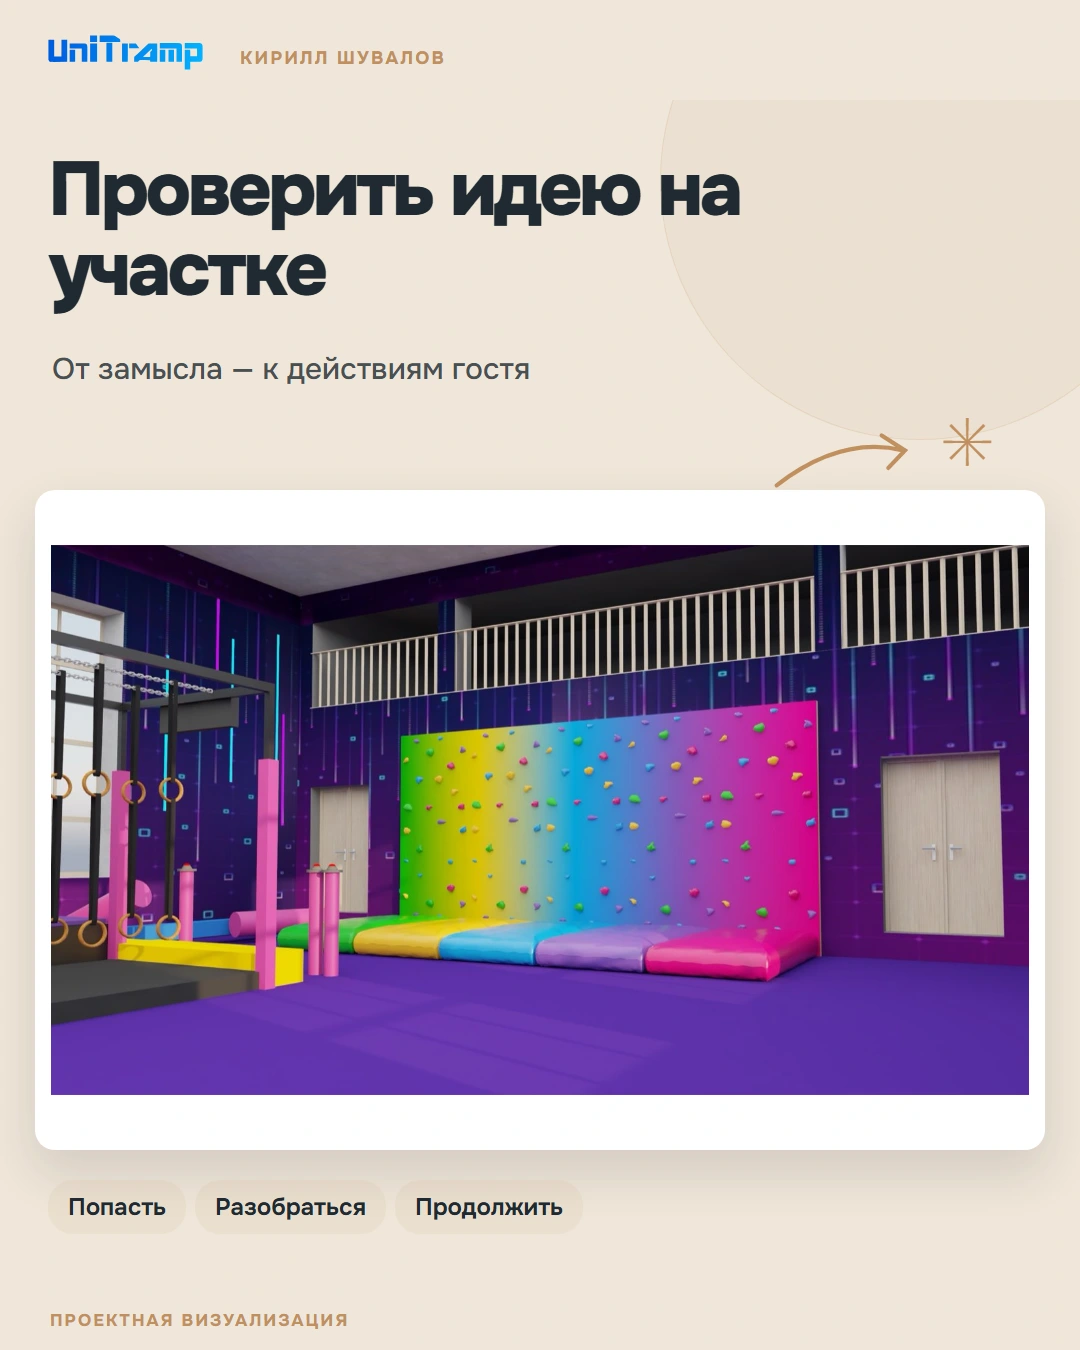 UniTramp
КИРИЛЛ ШУВАЛОВ
Проверить идею на
участке
От замысла — к действиям гостя
Попасть
Разобраться
Продолжить
ПРОЕКТНАЯ ВИЗУАЛИЗАЦИЯ